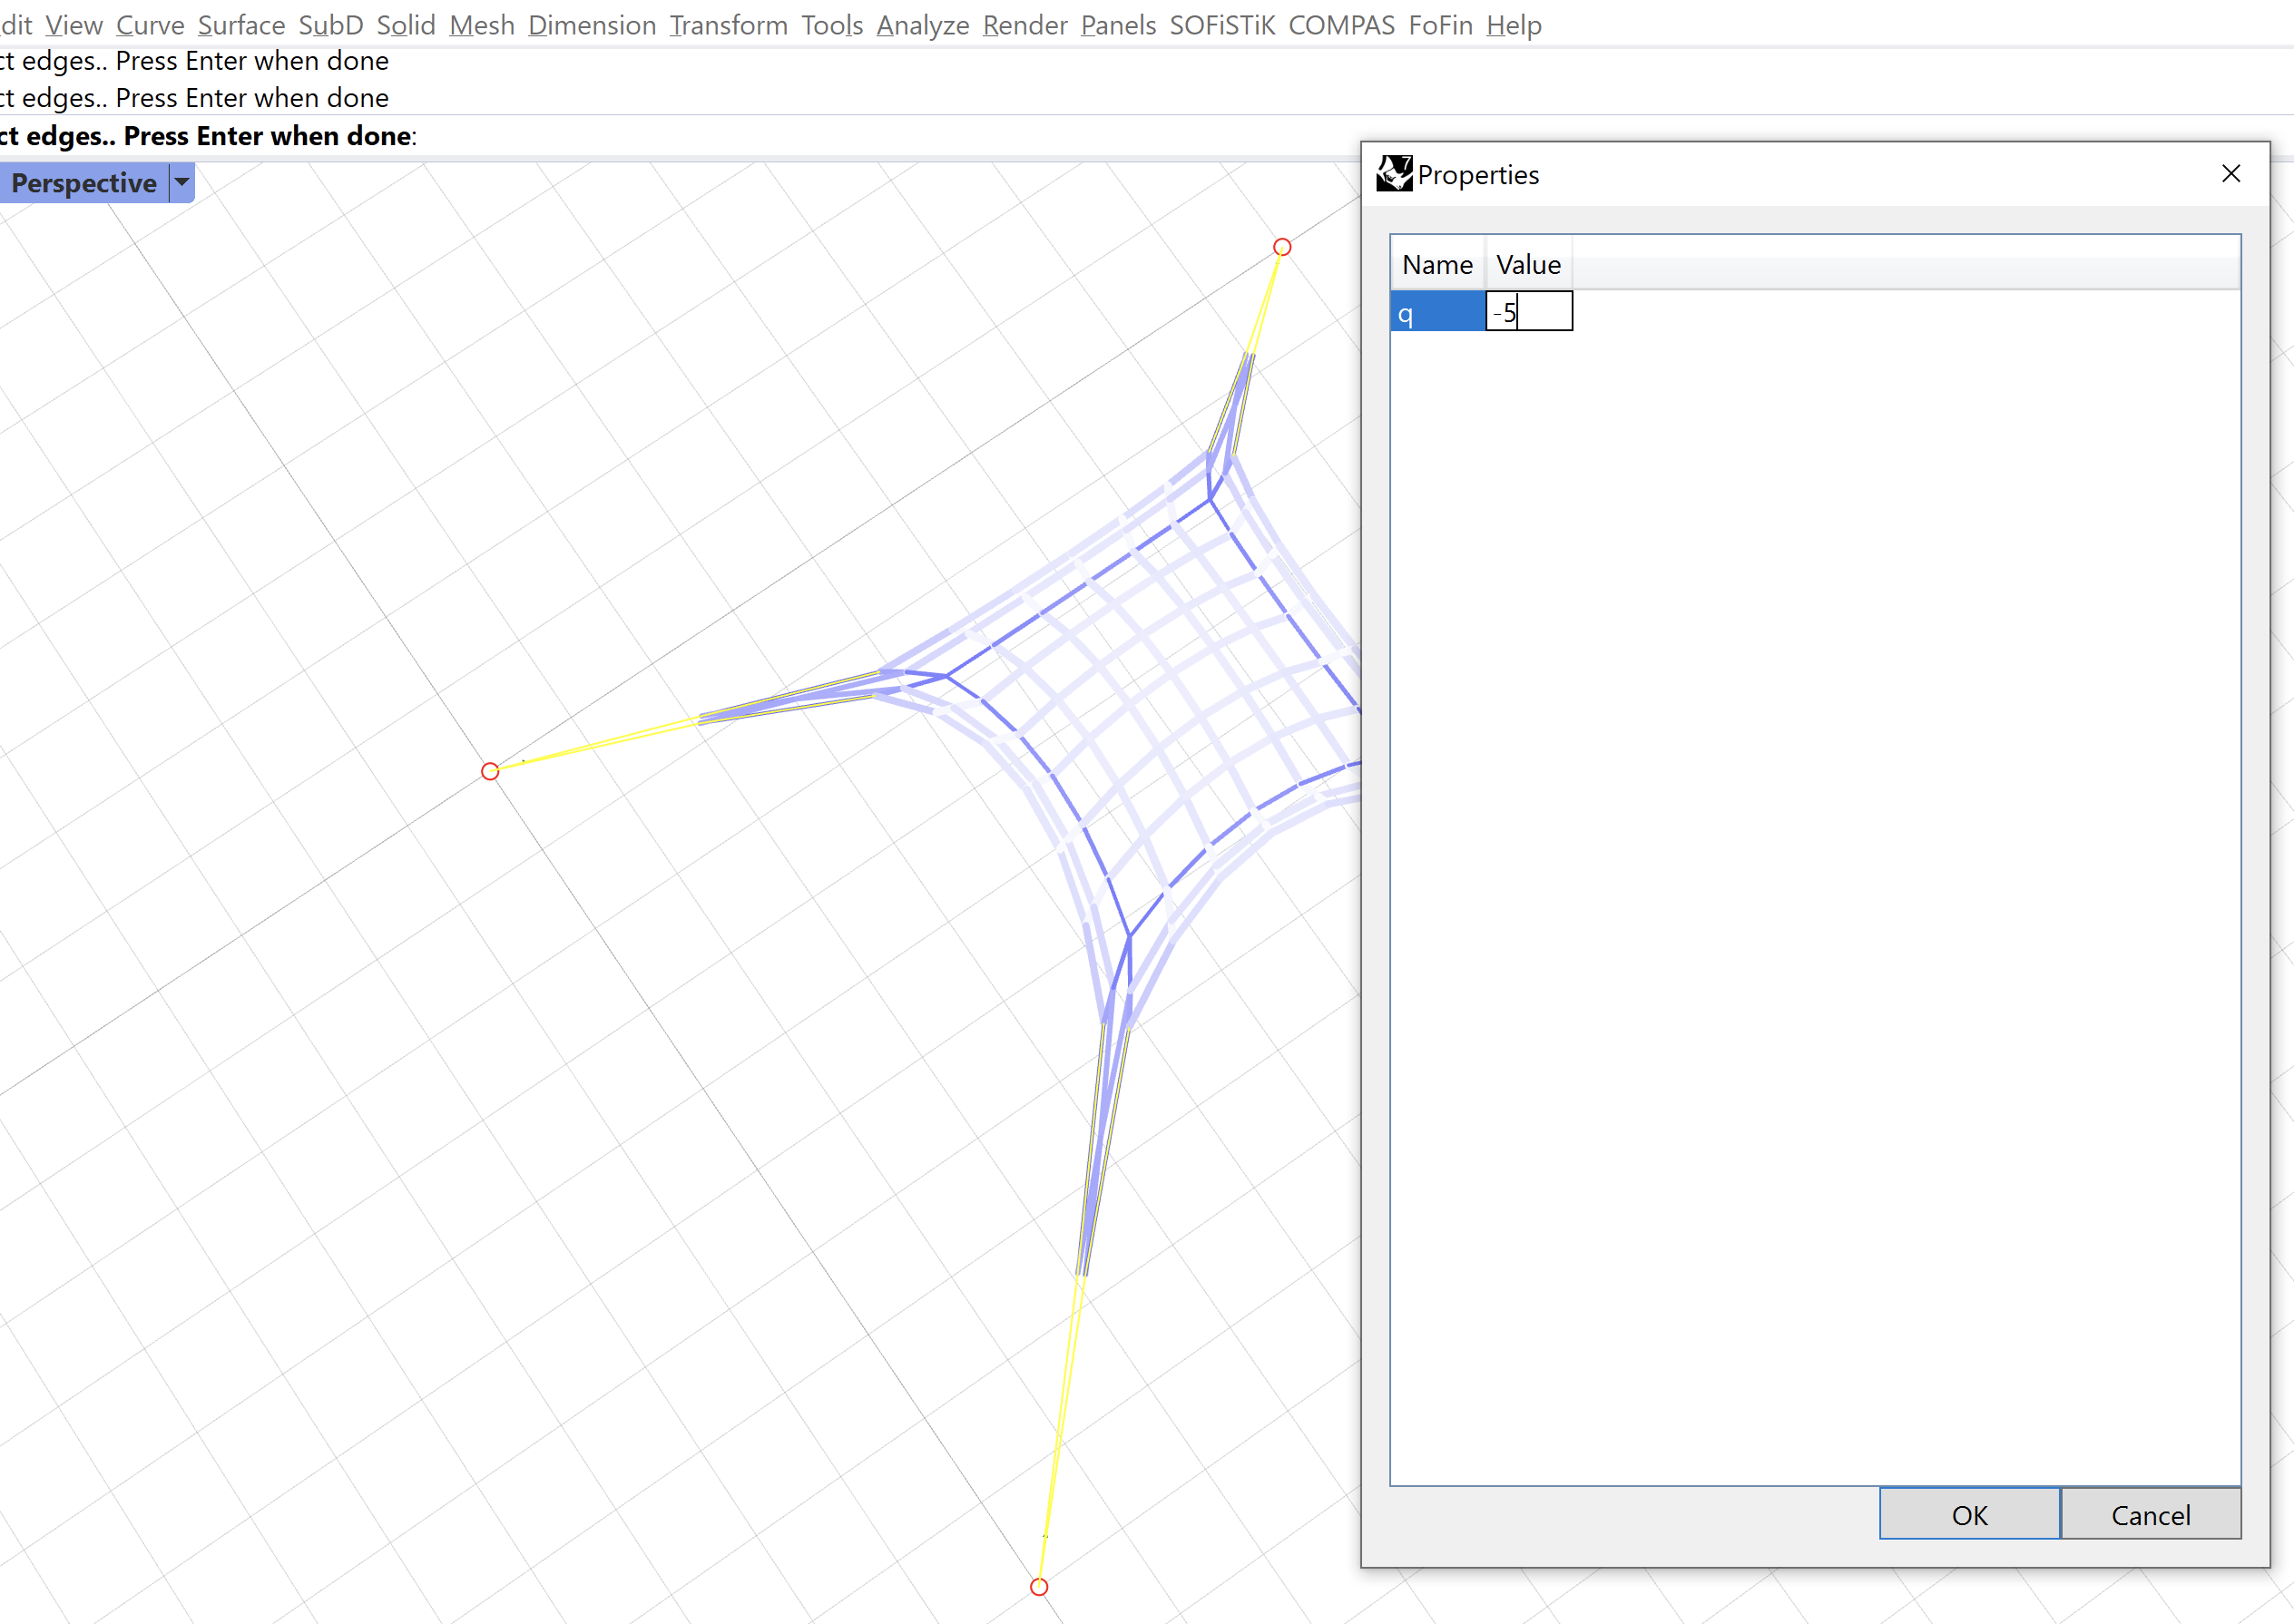 dit View Curve Surface SubD Solid Mesh Dimension Transform Tools Analyze Render Panels SOFiSTiK COMPAS FoFin Help
ct edges.. Press Enter when done
ct edges.. Press Enter when done
ct edges.. Press Enter when done:
Perspective
7 Properties
Name Value
q -5
OK Cancel